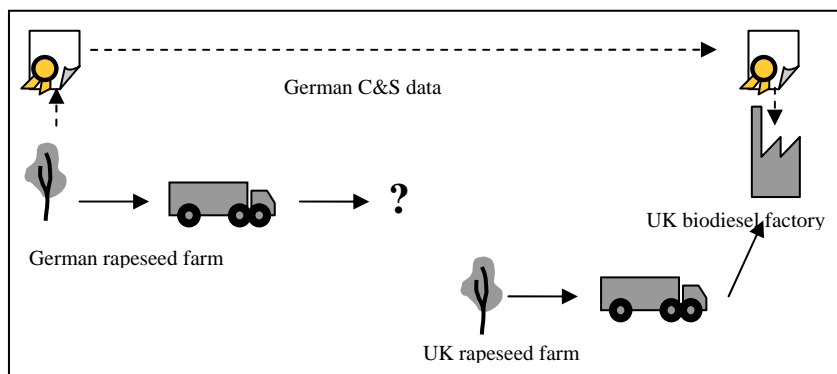 German C&S data
?
UK biodiesel factory
German rapeseed farm
UK rapeseed farm